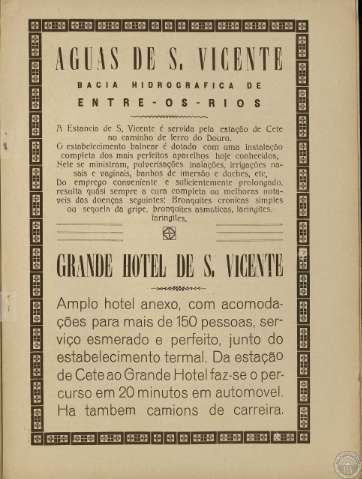 AGUAS DE S. VICENTE
BACIA HIDROGRAFICA DE
ENTRE-OS-RIOS
A Estancia de S. Vicente é servida pela estação de Cete
no caminho de ferro do Douro.
O estabelecimento balnear é dotado com uma instalação
completa dos mais perfeitos aparelhos hoje conhecidos.
Nele se ministram, pulverisações inalações, irrigações na-
sais e vaginais, banhos de imersão e doches, etc,
Do emprego conveniente e suficientemente prolongado,
resulta quási sempre a cura completa ou melhoras notá-
veis das doenças seguintes: Bronquites crónicas simples
ou sequela da gripe, bronquites asmaticas, laringites,
faringites.
GRANDE HOTEL DE S. VICENTE
Amplo hotel anexo, com acomoda-
ções para mais de 150 pessoas, ser-
viço esmerado e perfeito, junto do
estabelecimento termal. Da estação
de Cete ao Grande Hotel faz-se o per-
curso em 20 minutos em automovel.
Ha tambem camions de carreira.